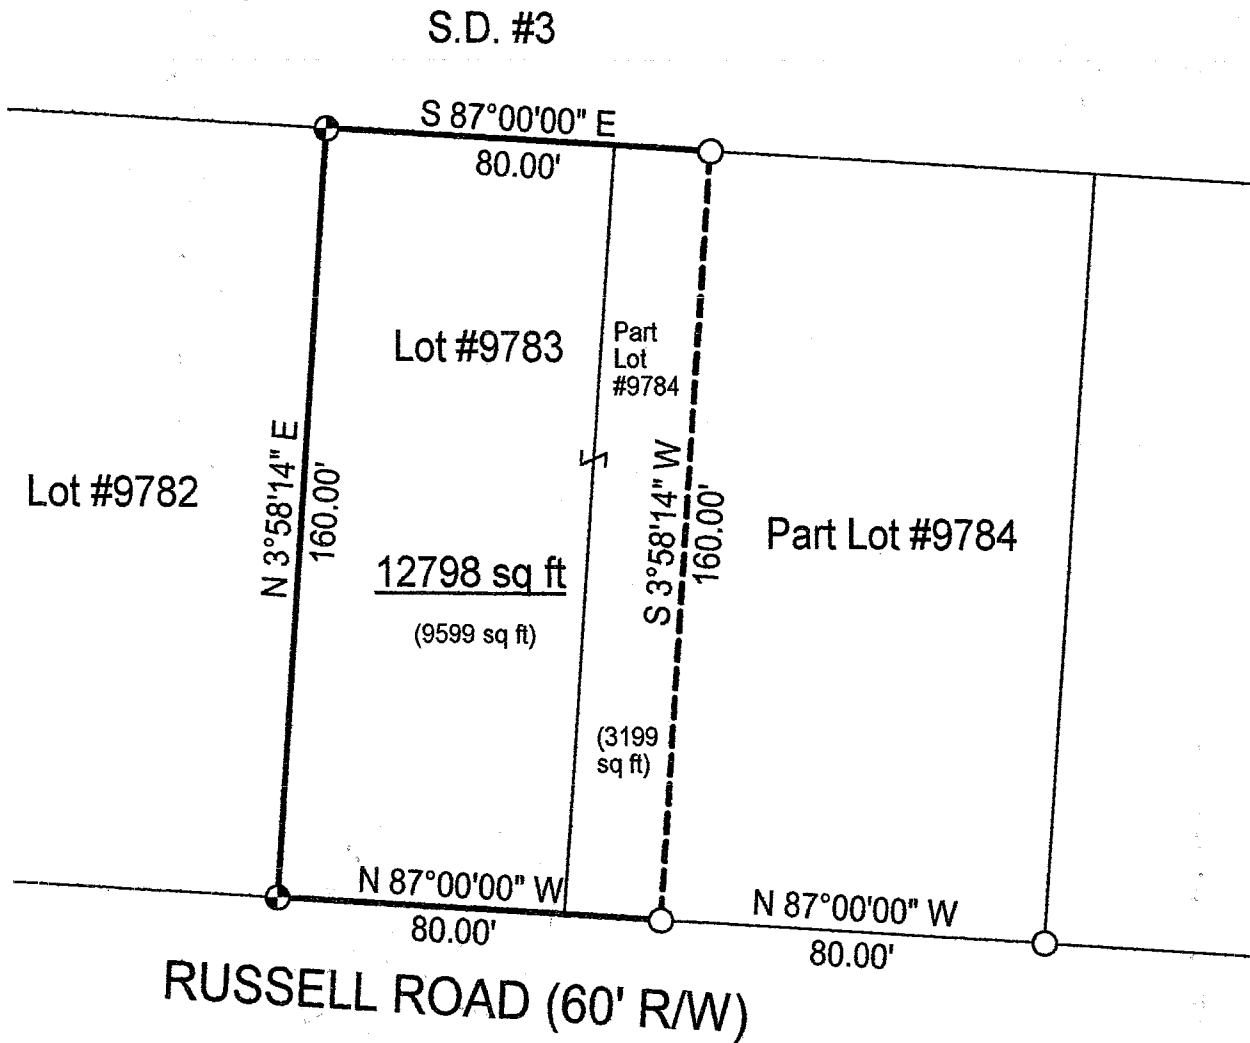 S.D. #3
S 87°00'00" E
80.00'
Lot #9783
Part
Lot
#9784
N 3°58'14" E
160.00'
S 3°58'14" W
160.00'
Lot #9782
Part Lot #9784
12798 sq ft
(9599 sq ft)
(3199
sq ft)
N 87°00'00" W
80.00'
N 87°00'00" W
80.00'
RUSSELL ROAD (60' R/W)